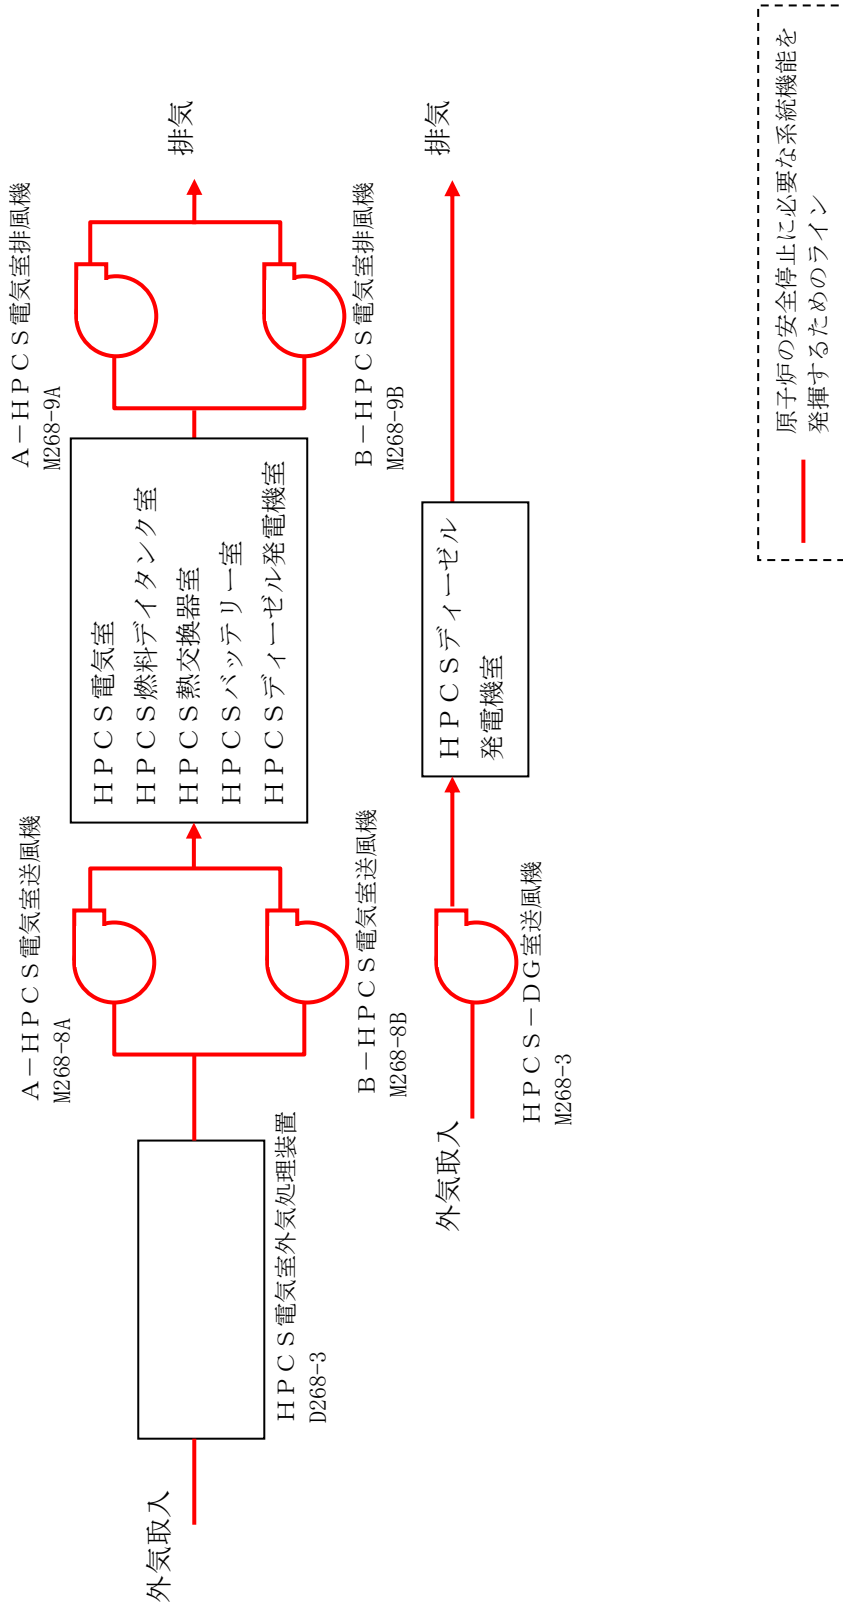 外気取入
ＨＰＣＳ電気室外気処理装置
D268-3
Ａ－ＨＰＣＳ電気室送風機
M268-8A
Ｂ－ＨＰＣＳ電気室送風機
M268-8B
ＨＰＣＳ電気室
ＨＰＣＳ燃料デイタンク室
ＨＰＣＳ熱交換器室
ＨＰＣＳバッテリー室
ＨＰＣＳディーゼル発電機室
Ａ－ＨＰＣＳ電気室排風機
M268-9A
Ｂ－ＨＰＣＳ電気室排風機
M268-9B
排気
外気取入
ＨＰＣＳ－ＤＧ室送風機
M268-3
ＨＰＣＳディーゼル
発電機室
排気
原子炉の安全停止に必要な系統機能を
発揮するためのライン